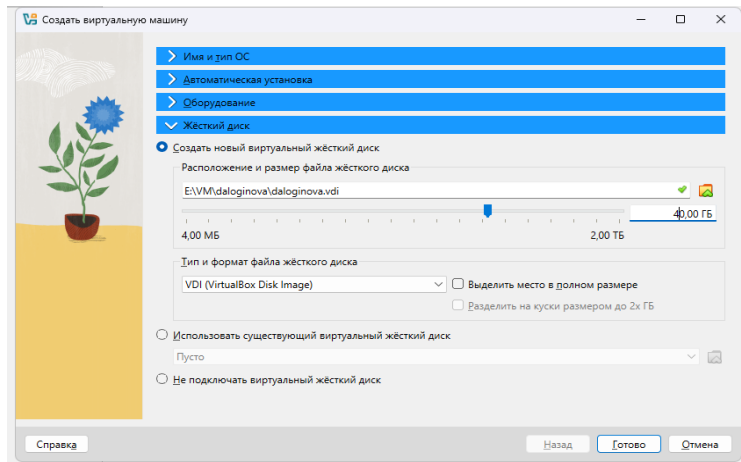 Создать виртуальную машину
Имя и тип ОС
Автоматическая установка
Оборудование
Жёсткий диск
Создать новый виртуальный жёсткий диск
Расположение и размер файла жёсткого диска
E:\VM\daloginova\daloginova.vdi
40,00 ГБ
4,00 МБ 2,00 ТБ
Тип и формат файла жёсткого диска
VDI (VirtualBox Disk Image) Выделить место в полном размере
Разделить на куски размером до 2х ГБ
Использовать существующий виртуальный жёсткий диск
Пусто
Не подключать виртуальный жёсткий диск
Справка Назад Готово Отмена